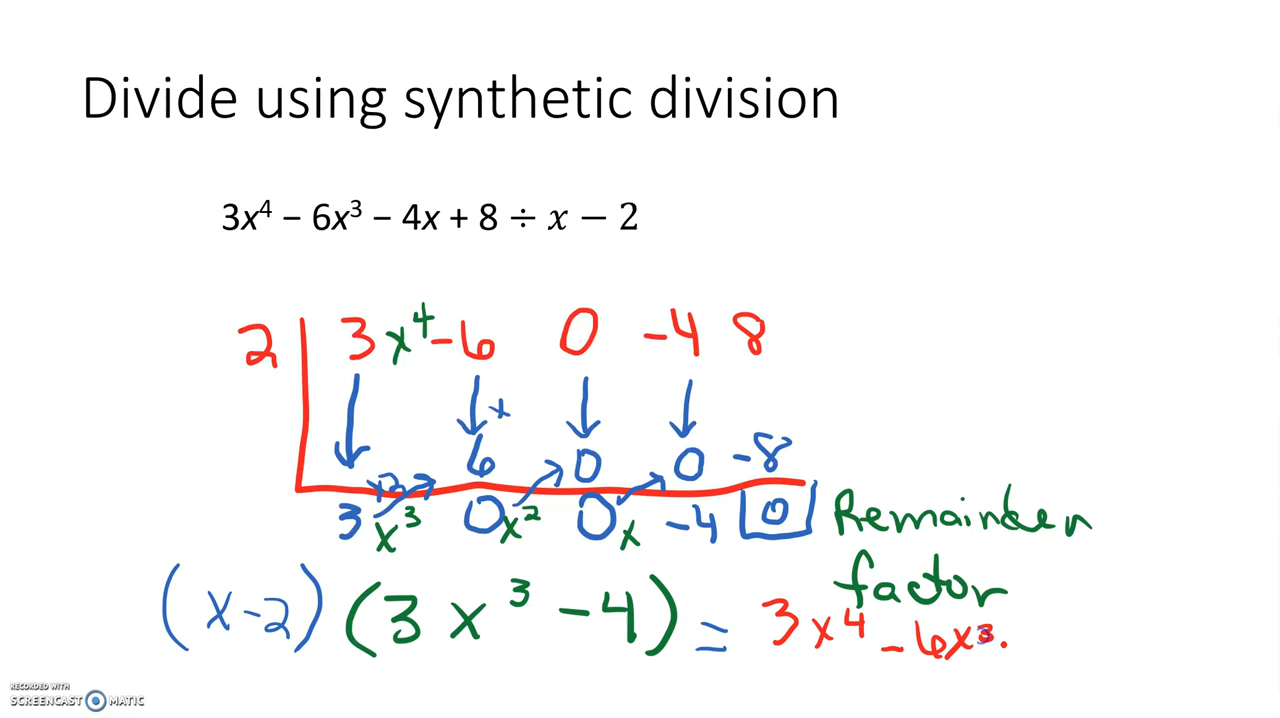 Divide using synthetic division
3x⁴ − 6x³ − 4x + 8 ÷ x − 2
2 3x⁴ -6 0 -4 8
x
6 0 0 -8
x2
3x³ 0x² 0x -4 0 Remainder
factor
(x-2) (3x³ -4) = 3x⁴ - 6x³.
RECORDED WITH
SCREENCAST MATIC